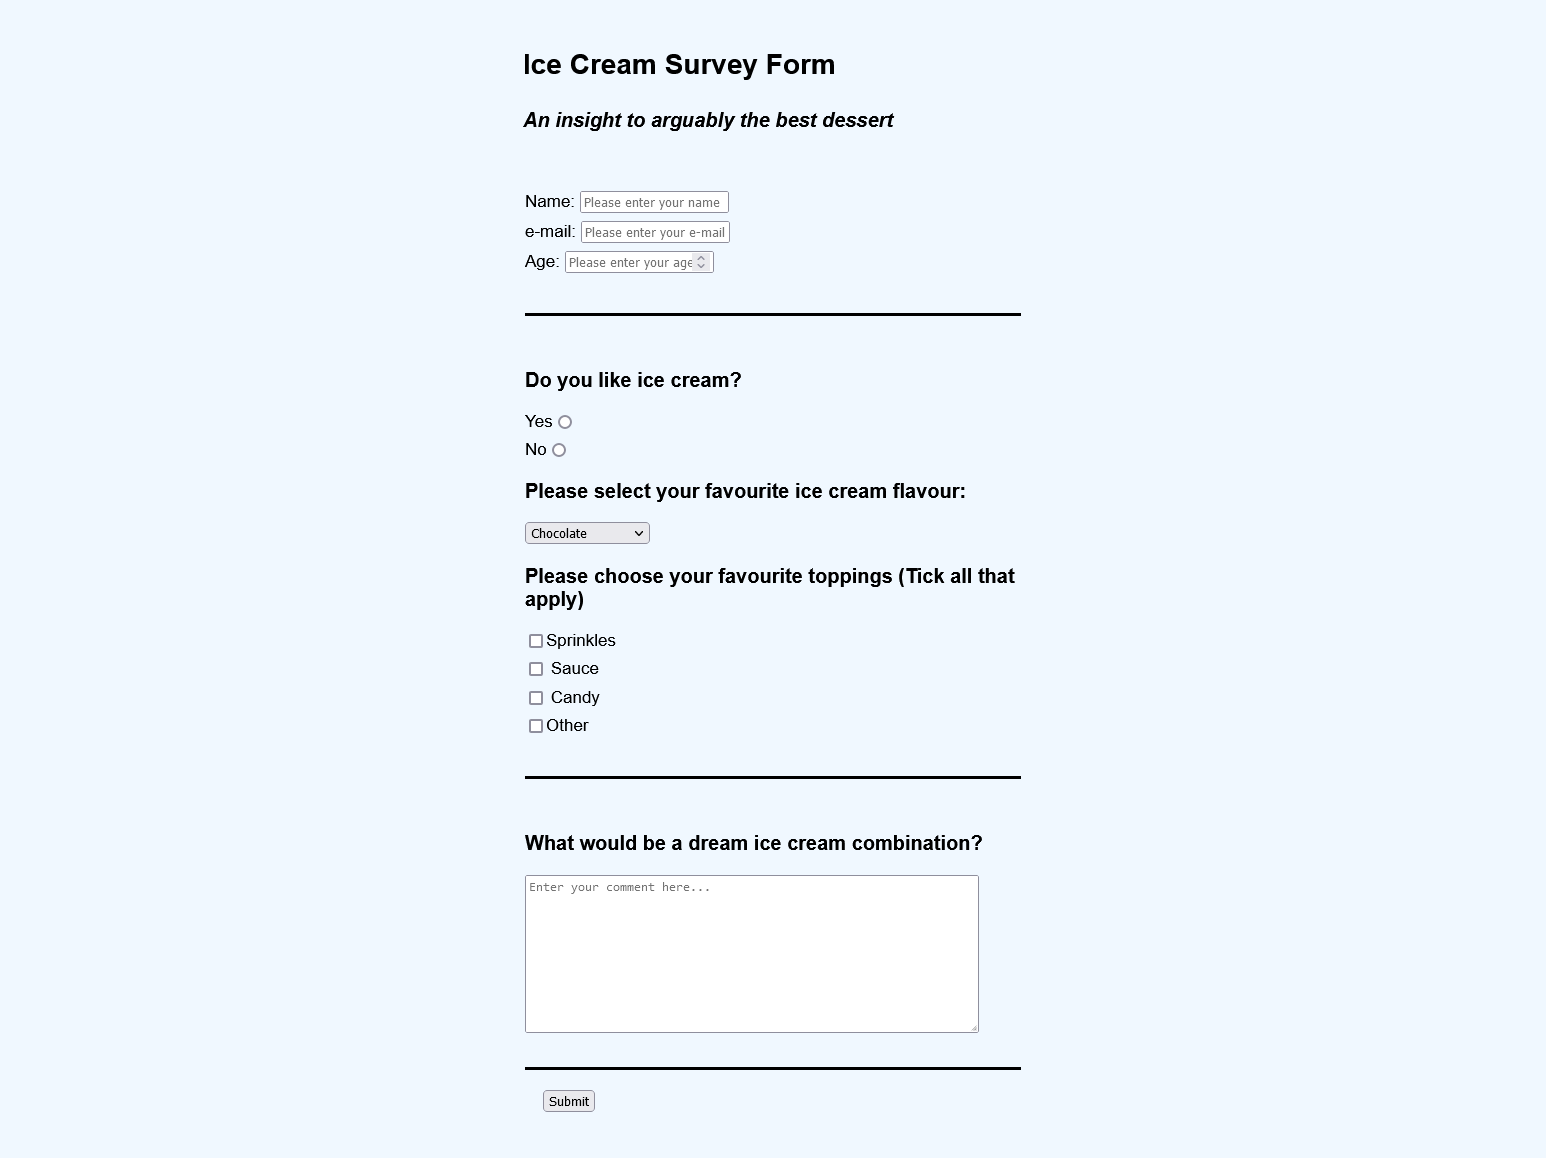 Ice Cream Survey Form
An insight to arguably the best dessert
Name: Please enter your name
e-mail: Please enter your e-mail
Age: Please enter your age
Do you like ice cream?
Yes
No
Please select your favourite ice cream flavour:
Chocolate
Please choose your favourite toppings (Tick all that
apply)
Sprinkles
Sauce
Candy
Other
What would be a dream ice cream combination?
Enter your comment here...
Submit